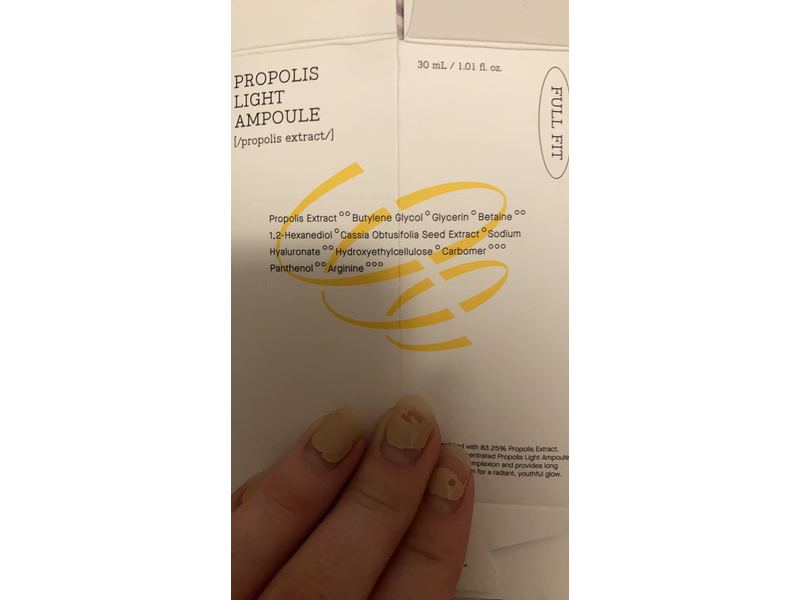 PROPOLIS
LIGHT
AMPOULE
[/propolis extract/]
30 mL / 1.01 fl. oz.
FULL FIT
Propolis Extract °° Butylene Glycol ° Glycerin ° Betaine °°
1,2-Hexanediol ° Cassia Obtusifolia Seed Extract ° Sodium
Hyaluronate °° Hydroxyethylcellulose ° Carbomer °°°
Panthenol °° Arginine °°°
with 83.25% Propolis Extract,
Propolis Light Ampoule
and provides long
for a radiant, youthful glow.